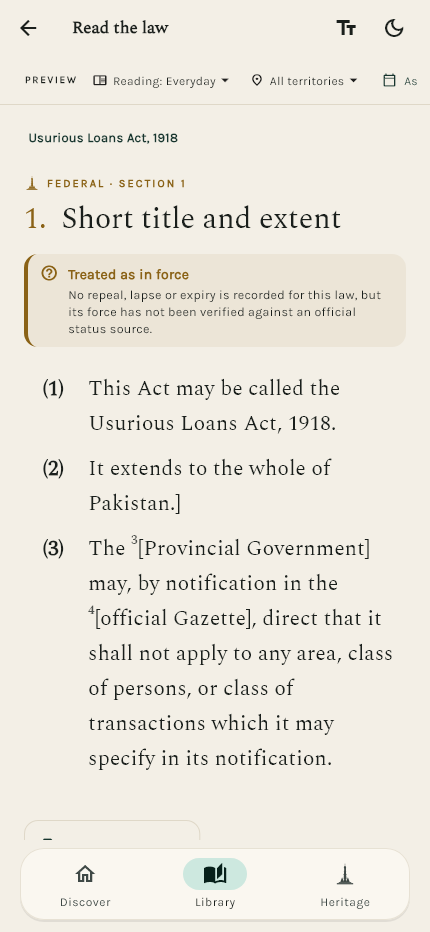 Read the law
PREVIEW Reading: Everyday All territories As
Usurious Loans Act, 1918
FEDERAL · SECTION 1
1. Short title and extent
Treated as in force
No repeal, lapse or expiry is recorded for this law, but
its force has not been verified against an official
status source.
(1) This Act may be called the
Usurious Loans Act, 1918.
(2) It extends to the whole of
Pakistan.]
(3) The 3[Provincial Government]
may, by notification in the
4[official Gazette], direct that it
shall not apply to any area, class
of persons, or class of
transactions which it may
specify in its notification.
Discover Library Heritage